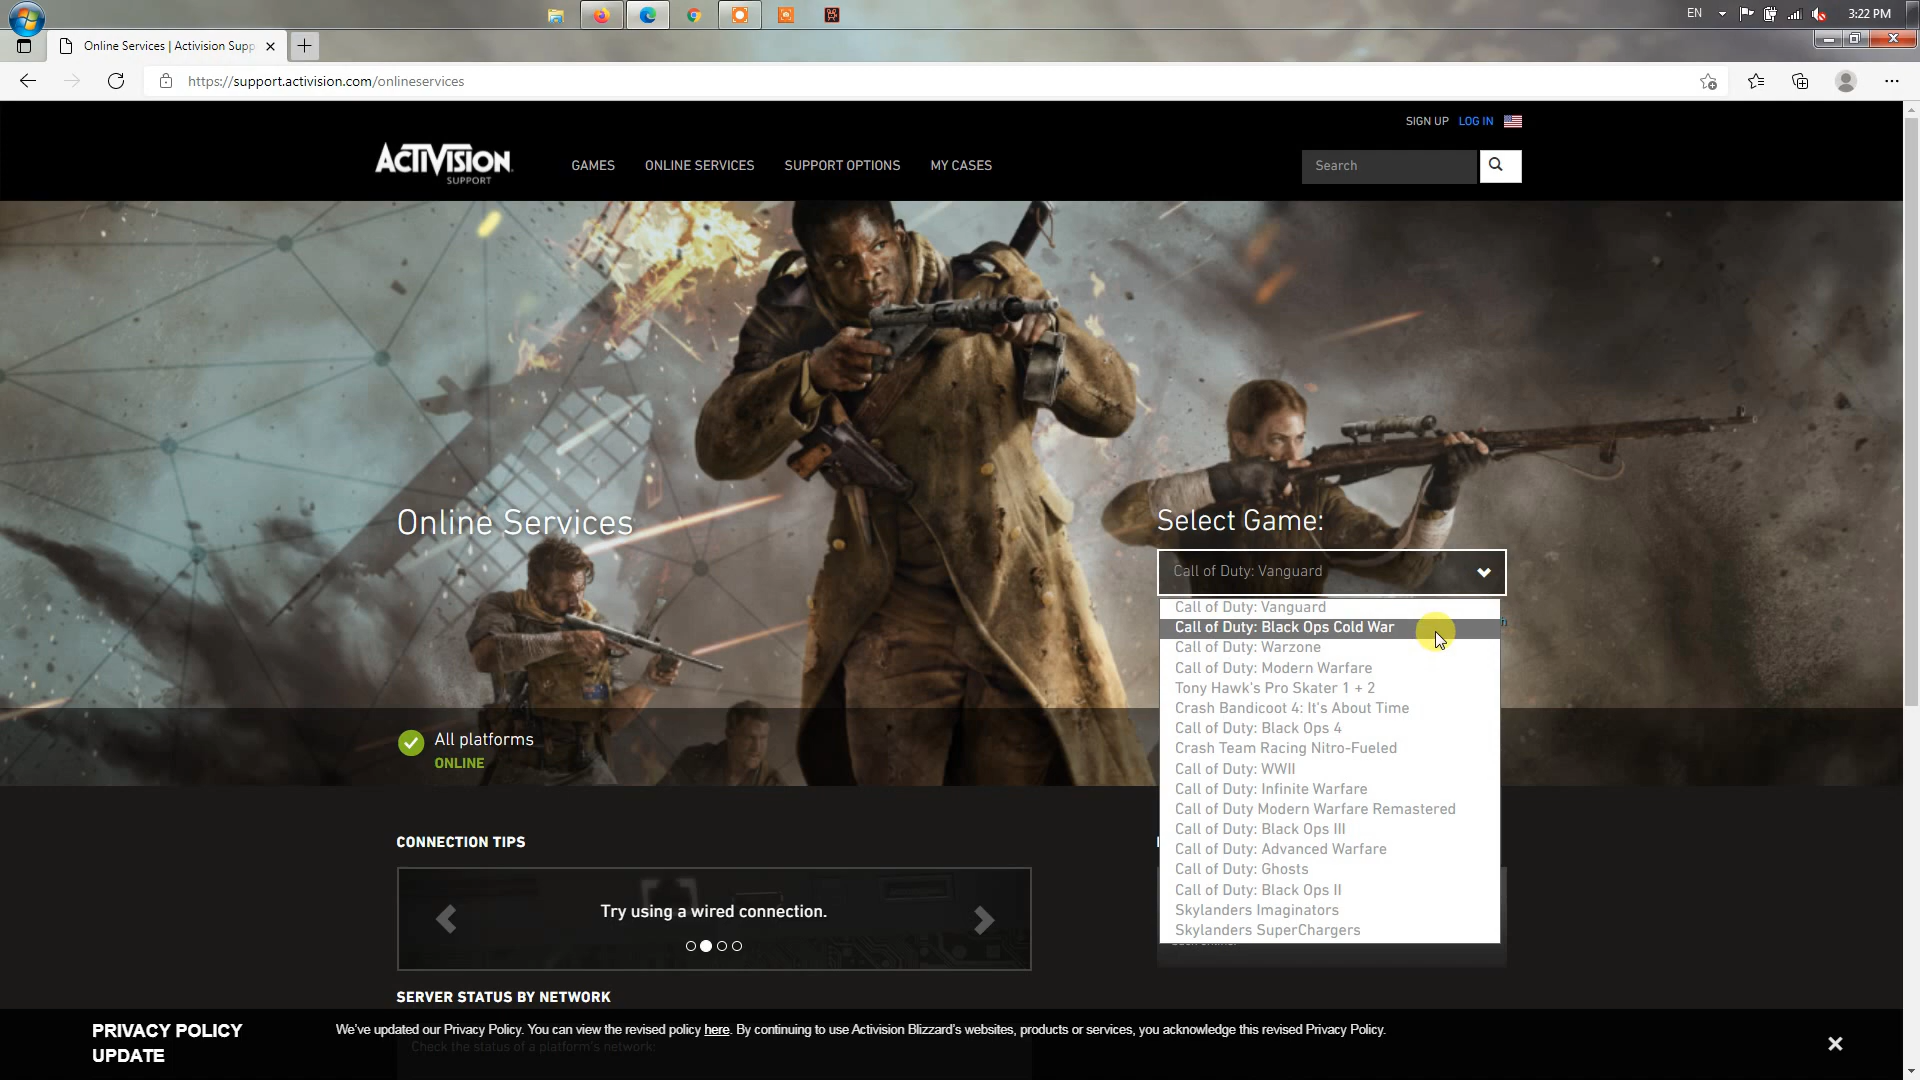 EN
3:22 PM
Online Services | Activision Supp
https://support.activision.com/onlineservices
SIGN UP LOG IN
ACTIVISION
SUPPORT
GAMES ONLINE SERVICES SUPPORT OPTIONS MY CASES
Search
Online Services
Select Game:
Call of Duty: Vanguard
Call of Duty: Vanguard
Call of Duty: Black Ops Cold War
Call of Duty: Warzone
Call of Duty: Modern Warfare
Tony Hawk's Pro Skater 1 + 2
Crash Bandicoot 4: It's About Time
Call of Duty: Black Ops 4
Crash Team Racing Nitro-Fueled
Call of Duty: WWII
Call of Duty: Infinite Warfare
Call of Duty Modern Warfare Remastered
Call of Duty: Black Ops III
Call of Duty: Advanced Warfare
Call of Duty: Ghosts
Call of Duty: Black Ops II
Skylanders Imaginators
Skylanders SuperChargers
All platforms
ONLINE
CONNECTION TIPS
Try using a wired connection.
SERVER STATUS BY NETWORK
Check the status of a platform's network:
PRIVACY POLICY
UPDATE
We've updated our Privacy Policy. You can view the revised policy here. By continuing to use Activision Blizzard's websites, products or services, you acknowledge this revised Privacy Policy.